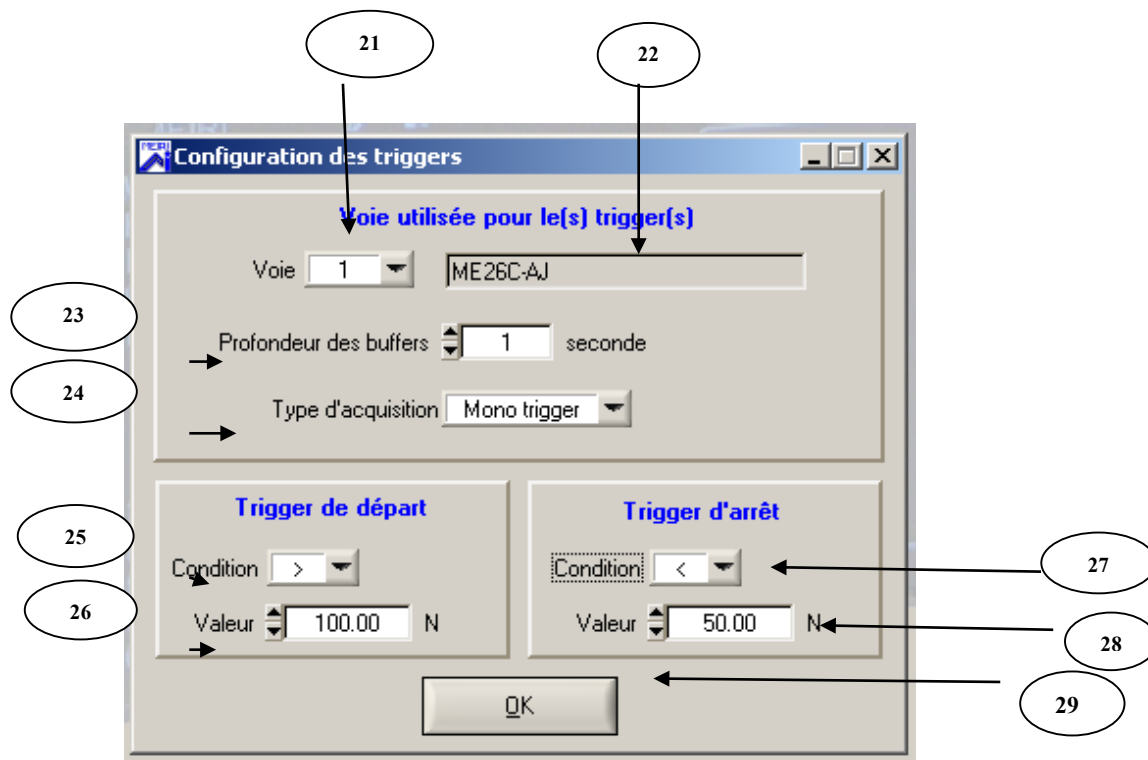 21
22
Configuration des triggers
Voie utilisée pour le(s) trigger(s)
Voie 1 ME26C-AJ
23
Profondeur des buffers 1 seconde
24
Type d'acquisition Mono trigger
Trigger de départ
Trigger d'arrêt
25
Condition >
Condition <
27
26
Valeur 100.00 N
Valeur 50.00 N
28
29
OK